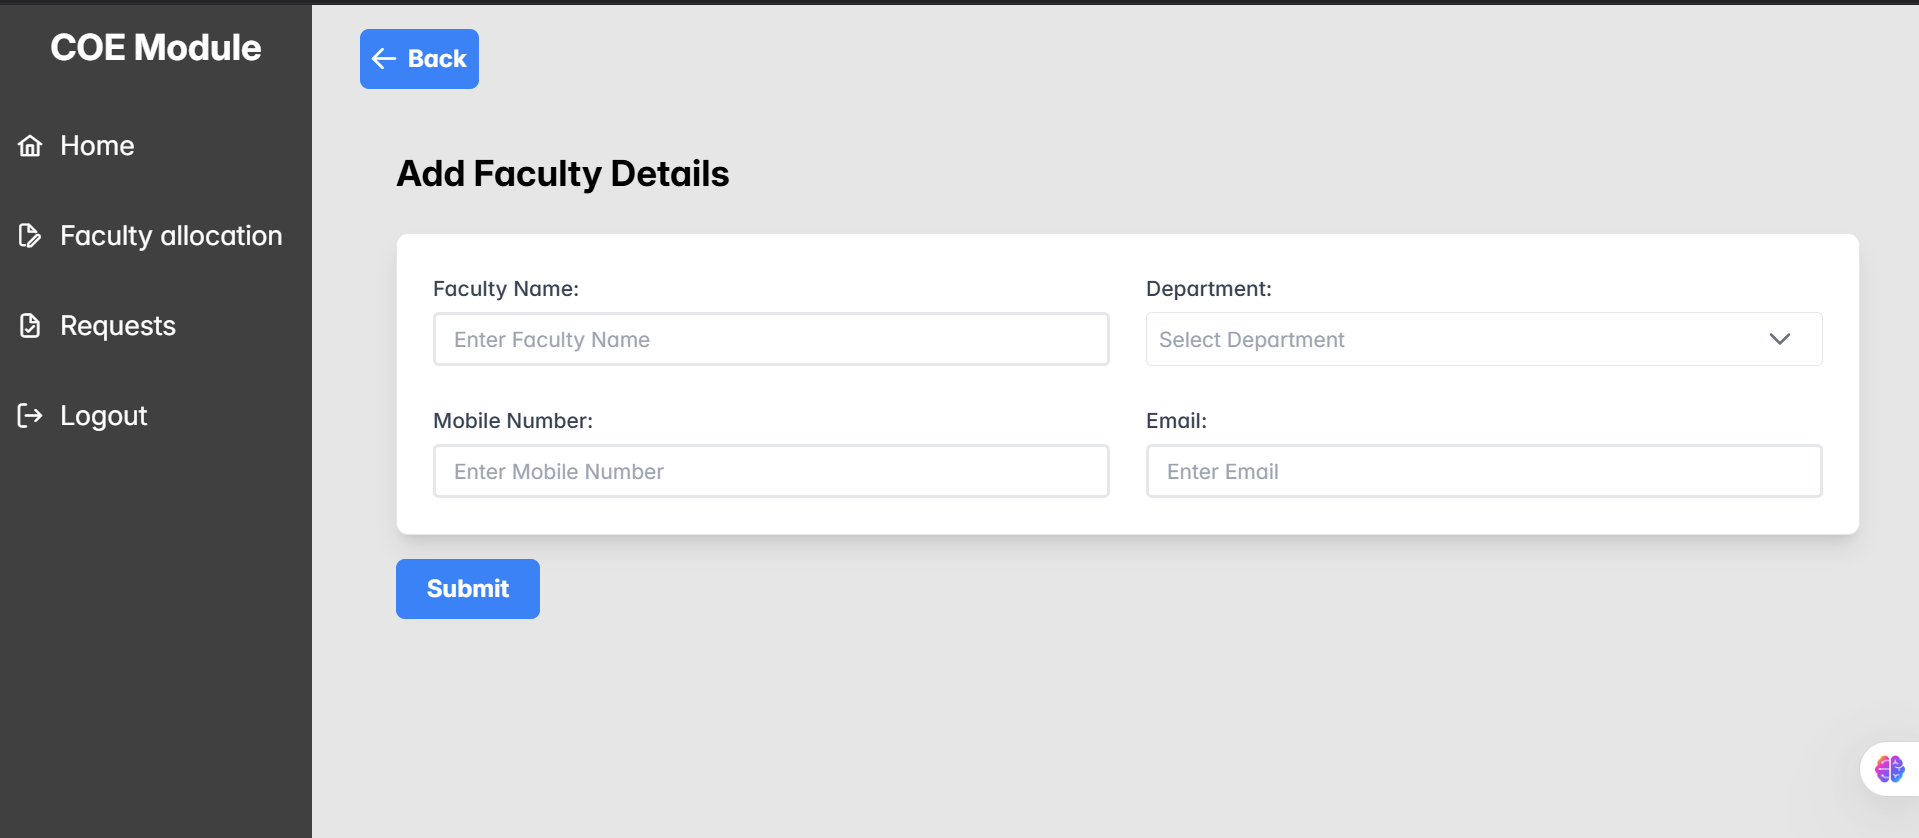 COE Module
Home
Faculty allocation
Requests
Logout
Back
Add Faculty Details
Faculty Name:
Enter Faculty Name
Department:
Select Department
Mobile Number:
Enter Mobile Number
Email:
Enter Email
Submit